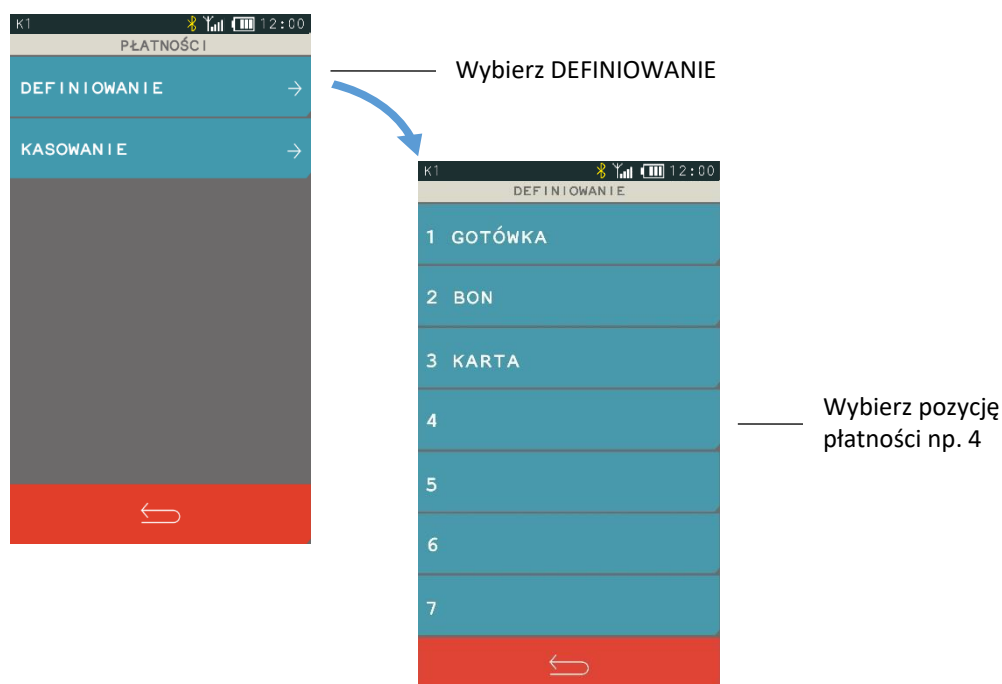 K1 12:00
PŁATNOŚCI
DEFINIOWANIE
KASOWANIE
Wybierz DEFINIOWANIE
K1 12:00
DEFINIOWANIE
1 GOTÓWKA
2 BON
3 KARTA
4
5
6
7
Wybierz pozycję
płatności np. 4